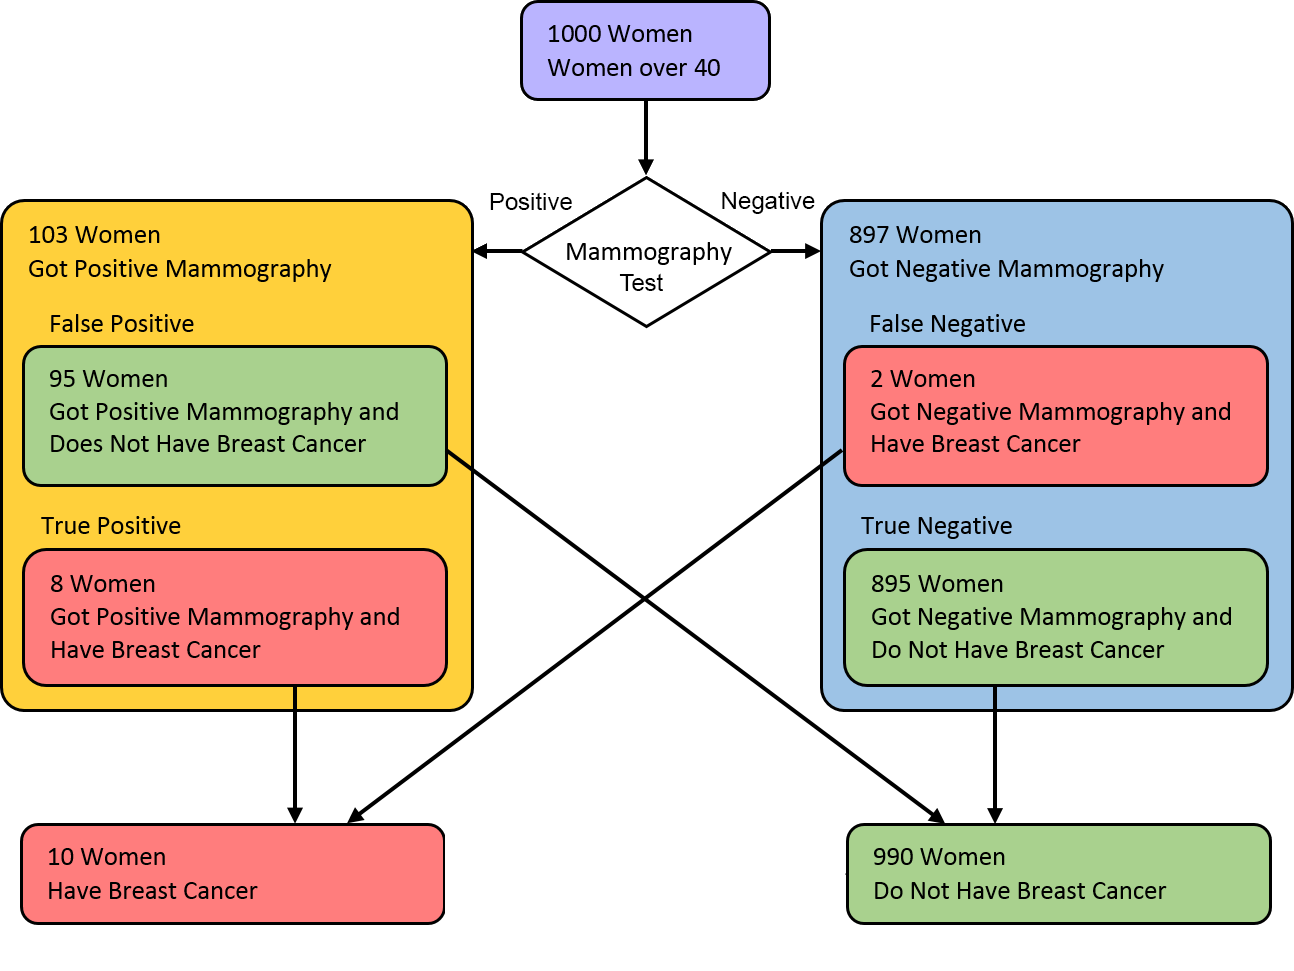 1000 Women
Women over 40
Positive
Negative
Mammography
Test
103 Women
Got Positive Mammography
False Positive
95 Women
Got Positive Mammography and
Does Not Have Breast Cancer
True Positive
8 Women
Got Positive Mammography and
Have Breast Cancer
897 Women
Got Negative Mammography
False Negative
2 Women
Got Negative Mammography and
Have Breast Cancer
True Negative
895 Women
Got Negative Mammography and
Do Not Have Breast Cancer
10 Women
Have Breast Cancer
990 Women
Do Not Have Breast Cancer